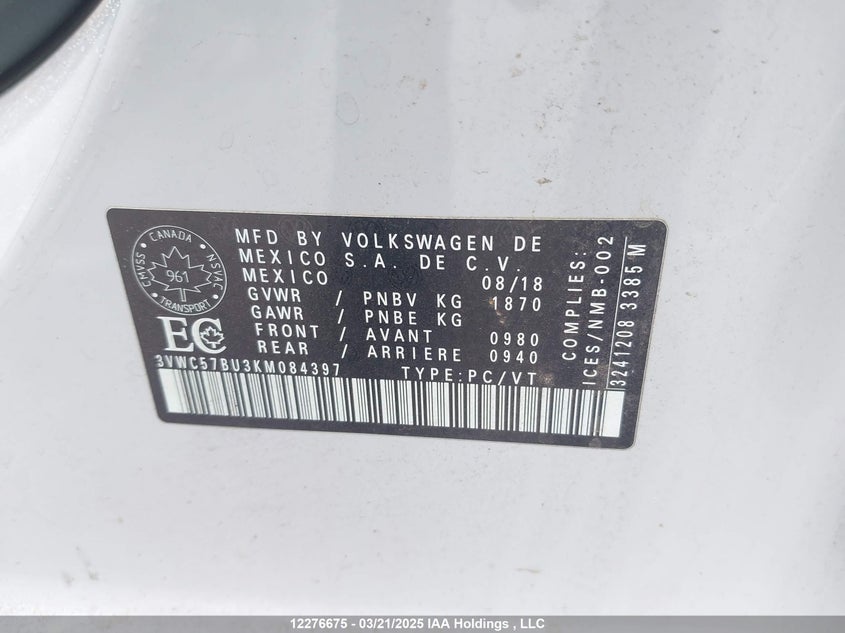 CANADA
CMVSS
NSVAC
961
TRANSPORT
EC
MFD BY VOLKSWAGEN DE
MEXICO S.A. DE C.V.
MEXICO 08/18
GVWR / PNBV KG 1870
GAWR / PNBE KG
FRONT / AVANT 0980
REAR / ARRIERE 0940
3VWC57BU3KM084397 TYPE:PC/VT
COMPLIES:
ICES/NMB-002
3241208 3385 M
12276675 - 03/21/2025 IAA Holdings , LLC